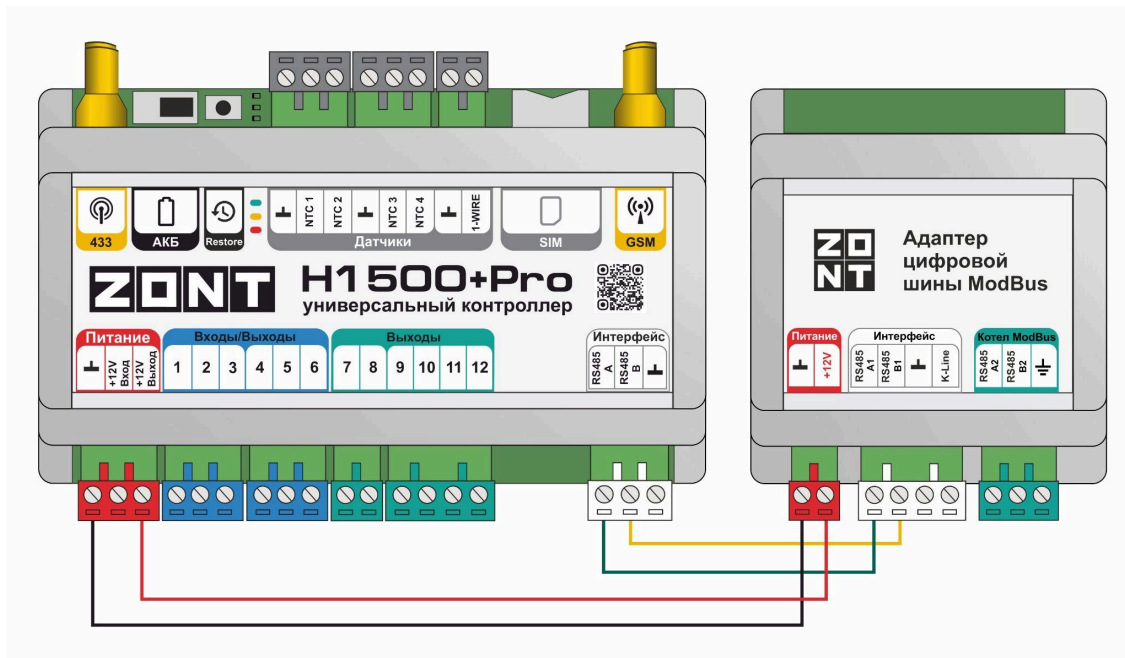 433
АКБ
Restore
NTC 1
NTC 2
NTC 3
NTC 4
1-WIRE
Датчики
SIM
GSM
ZONT
H1500+Pro
универсальный контроллер
Питание
+12V
Вход
+12V
Выход
Входы/Выходы
1 2 3 4 5 6
Выходы
7 8 9 10 11 12
Интерфейс
RS485
A
RS485
B
ZO
NT
Адаптер
цифровой
шины ModBus
Питание
+12V
Интерфейс
RS485
A1
RS485
B1
K-Line
Котел ModBus
RS485
A2
RS485
B2